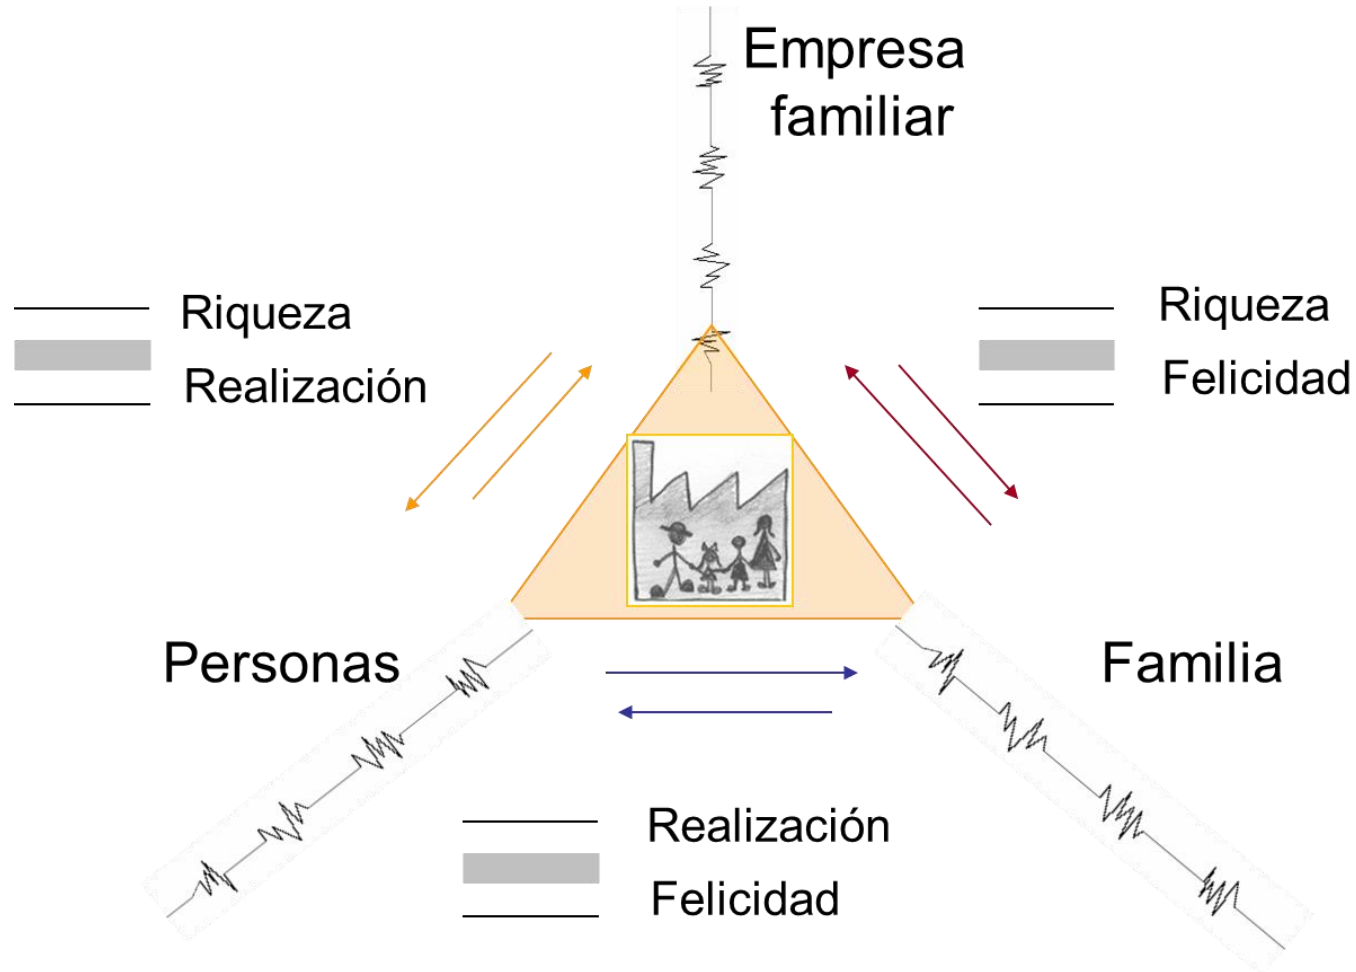 Empresa
familiar
Riqueza
Realización
Riqueza
Felicidad
Personas
Familia
Realización
Felicidad